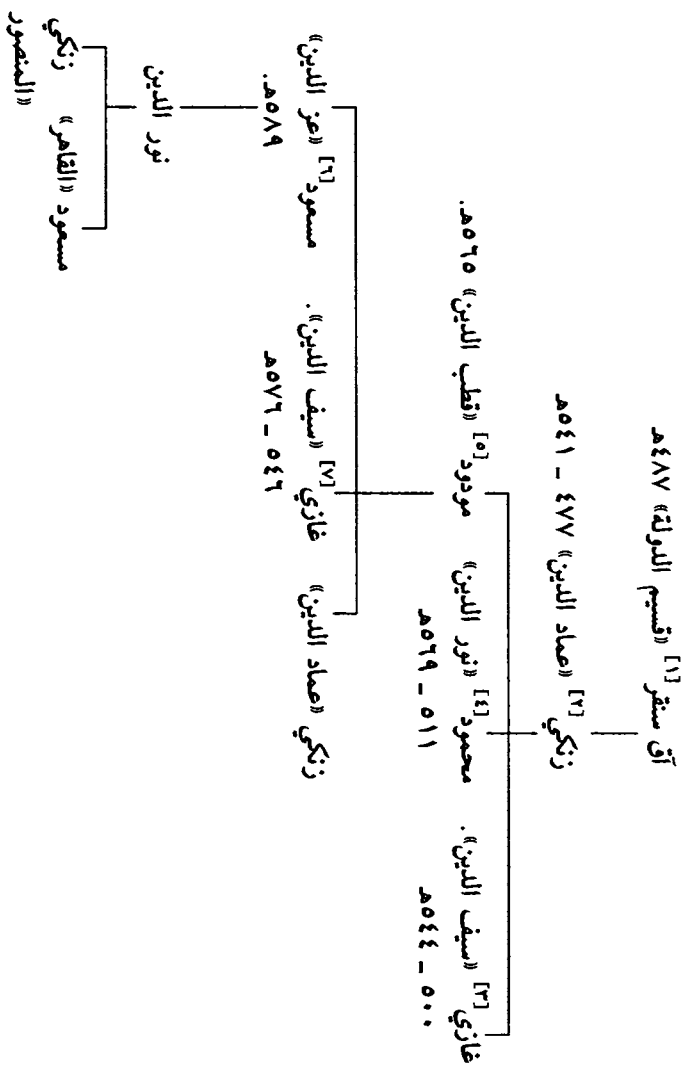 آق سنقر [١] «قسيم الدولة» ٤٨٧هـ
زنكي [٢] «عماد الدين» ٤٧٧ - ٥٤١هـ
غازي [٣] «سيف الدين».
٥٠٠ - ٥٤٤هـ
محمود [٤] «نور الدين»
٥١١ - ٥٦٩هـ
مودود [٥] «قطب الدين» ٥٦٥هـ.
زنكي «عماد الدين»
غازي [٧] «سيف الدين».
٥٤٦ - ٥٧٦هـ
مسعود [٦] «عز الدين»
٥٨٩هـ.
نور الدين
مسعود «القاهر»
زنكي
«المنصور